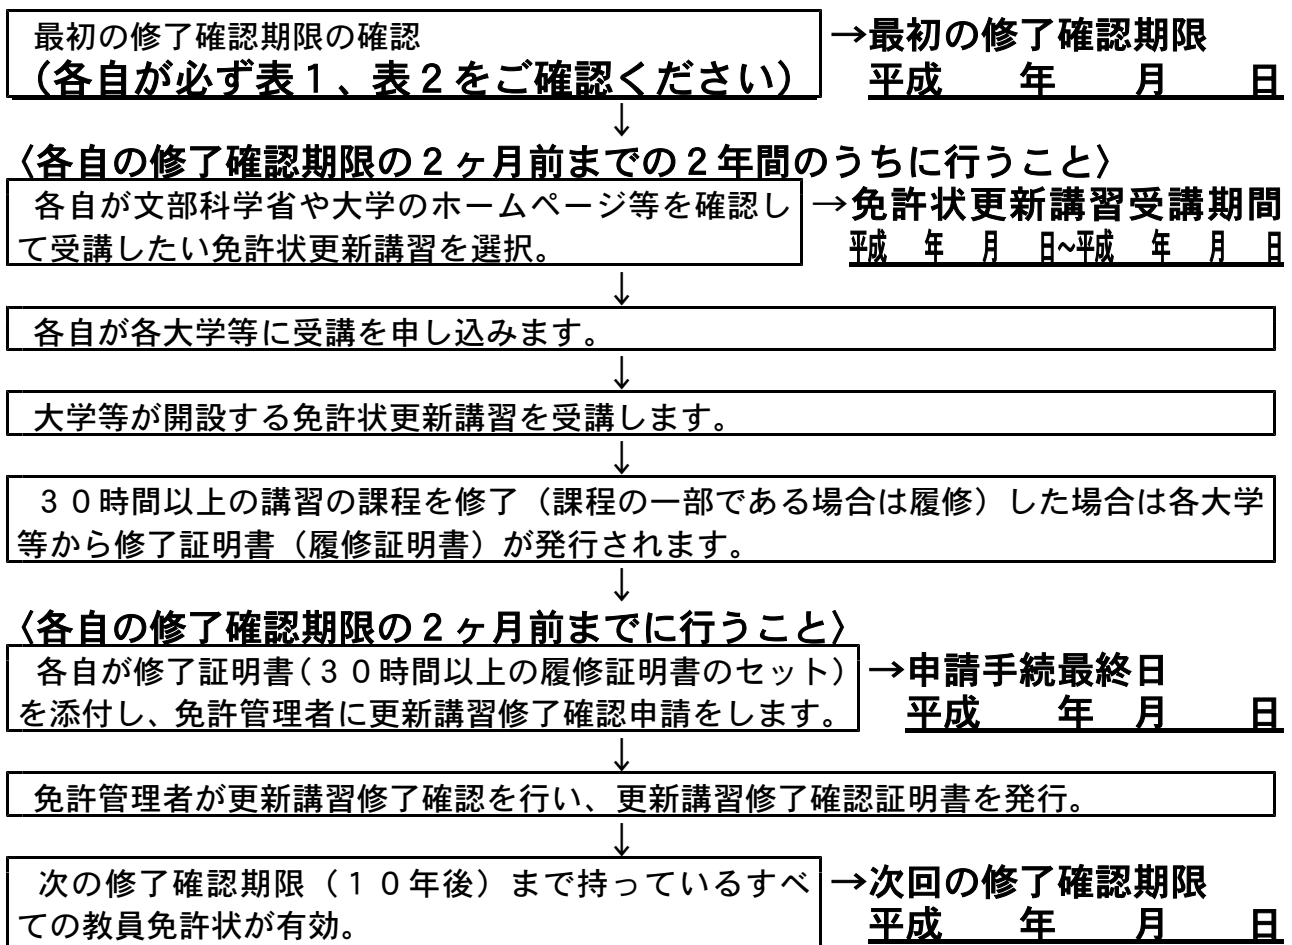 最初の修了確認期限の確認
(各自が必ず表1、表2をご確認ください)
→最初の修了確認期限
平成　　年　　月　　日
↓
〈各自の修了確認期限の2ヶ月前までの2年間のうちに行うこと〉
各自が文部科学省や大学のホームページ等を確認し
て受講したい免許状更新講習を選択。
→免許状更新講習受講期間
平成　年　月　日~平成　年　月　日
↓
各自が各大学等に受講を申し込みます。
↓
大学等が開設する免許状更新講習を受講します。
↓
30時間以上の講習の課程を修了(課程の一部である場合は履修)した場合は各大学
等から修了証明書(履修証明書)が発行されます。
↓
〈各自の修了確認期限の2ヶ月前までに行うこと〉
各自が修了証明書(30時間以上の履修証明書のセット)
を添付し、免許管理者に更新講習修了確認申請をします。
→申請手続最終日
平成　　年　月　　日
↓
免許管理者が更新講習修了確認を行い、更新講習修了確認証明書を発行。
↓
次の修了確認期限(10年後)まで持っているすべ
ての教員免許状が有効。
→次回の修了確認期限
平成　　年　　月　　日